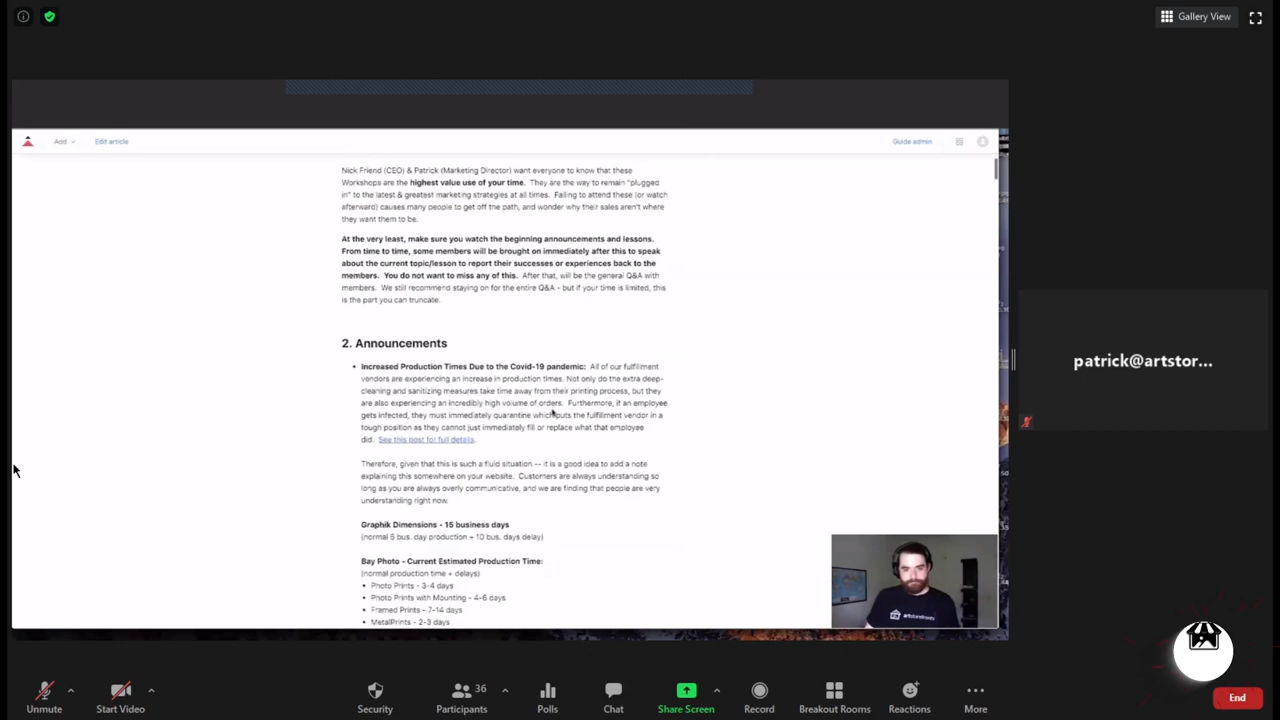 Gallery View
Add
Edit article
Guide admin
Nick Friend (CEO) & Patrick (Marketing Director) want everyone to know that these
Workshops are the highest value use of your time. They are the way to remain "plugged
in" to the latest & greatest marketing strategies at all times. Failing to attend these (or watch
afterward) causes many people to get off the path, and wonder why their sales aren't where
they want them to be.
At the very least, make sure you watch the beginning announcements and lessons.
From time to time, some members will be brought on immediately after this to speak
about the current topic/lesson to report their successes or experiences back to the
members. You do not want to miss any of this. After that, will be the general Q&A with
members. We still recommend staying on for the entire Q&A - but if your time is limited, this
is the part you can truncate.
2. Announcements
• Increased Production Times Due to the Covid-19 pandemic: All of our fulfillment
vendors are experiencing an increase in production times. Not only do the extra deep-
cleaning and sanitizing measures take time away from their printing process, but they
are also experiencing an incredibly high volume of orders. Furthermore, if an employee
gets infected, they must immediately quarantine which puts the fulfillment vendor in a
tough position as they cannot just immediately fill or replace what that employee
did. See this post for full details.
Therefore, given that this is such a fluid situation -- it is a good idea to add a note
explaining this somewhere on your website. Customers are always understanding so
long as you are always overly communicative, and we are finding that people are very
understanding right now.
Graphik Dimensions - 15 business days
(normal 5 bus. day production + 10 bus. days delay)
Bay Photo - Current Estimated Production Time:
(normal production time + delays)
• Photo Prints - 3-4 days
• Photo Prints with Mounting - 4-6 days
• Framed Prints - 7-14 days
• MetalPrints - 2-3 days
patrick@artstor...
artstorefronts
Unmute
Start Video
Security
Participants
36
Polls
Chat
Share Screen
Record
Breakout Rooms
Reactions
More
End